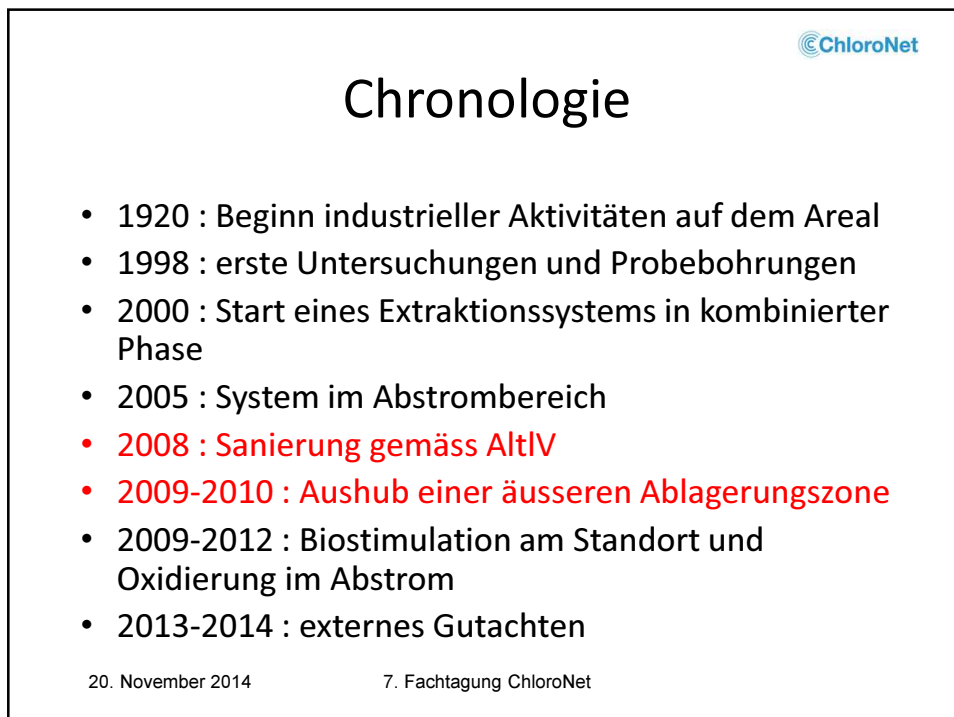 ChloroNet
Chronologie
• 1920 : Beginn industrieller Aktivitäten auf dem Areal
• 1998 : erste Untersuchungen und Probebohrungen
• 2000 : Start eines Extraktionssystems in kombinierter
Phase
• 2005 : System im Abstrombereich
• 2008 : Sanierung gemäss AltlV
• 2009-2010 : Aushub einer äusseren Ablagerungszone
• 2009-2012 : Biostimulation am Standort und
Oxidierung im Abstrom
• 2013-2014 : externes Gutachten
20. November 2014 7. Fachtagung ChloroNet